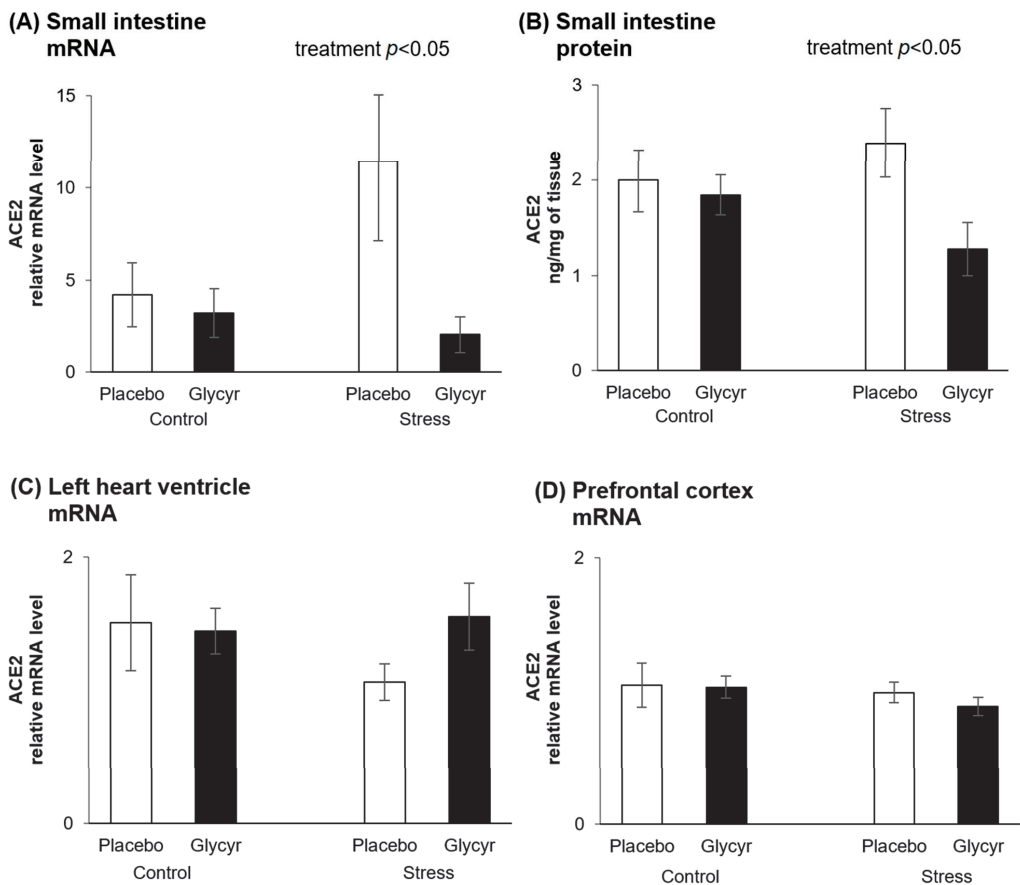 (A) Small intestine
mRNA
treatment p<0.05
ACE2
relative mRNA level
15
10
5
0
Placebo Glycyr Placebo Glycyr
Control Stress
(B) Small intestine
protein
treatment p<0.05
ACE2
ng/mg of tissue
3
2
1
0
Placebo Glycyr Placebo Glycyr
Control Stress
(C) Left heart ventricle
mRNA
ACE2
relative mRNA level
2
0
Placebo Glycyr Placebo Glycyr
Control Stress
(D) Prefrontal cortex
mRNA
ACE2
relative mRNA level
2
0
Placebo Glycyr Placebo Glycyr
Control Stress